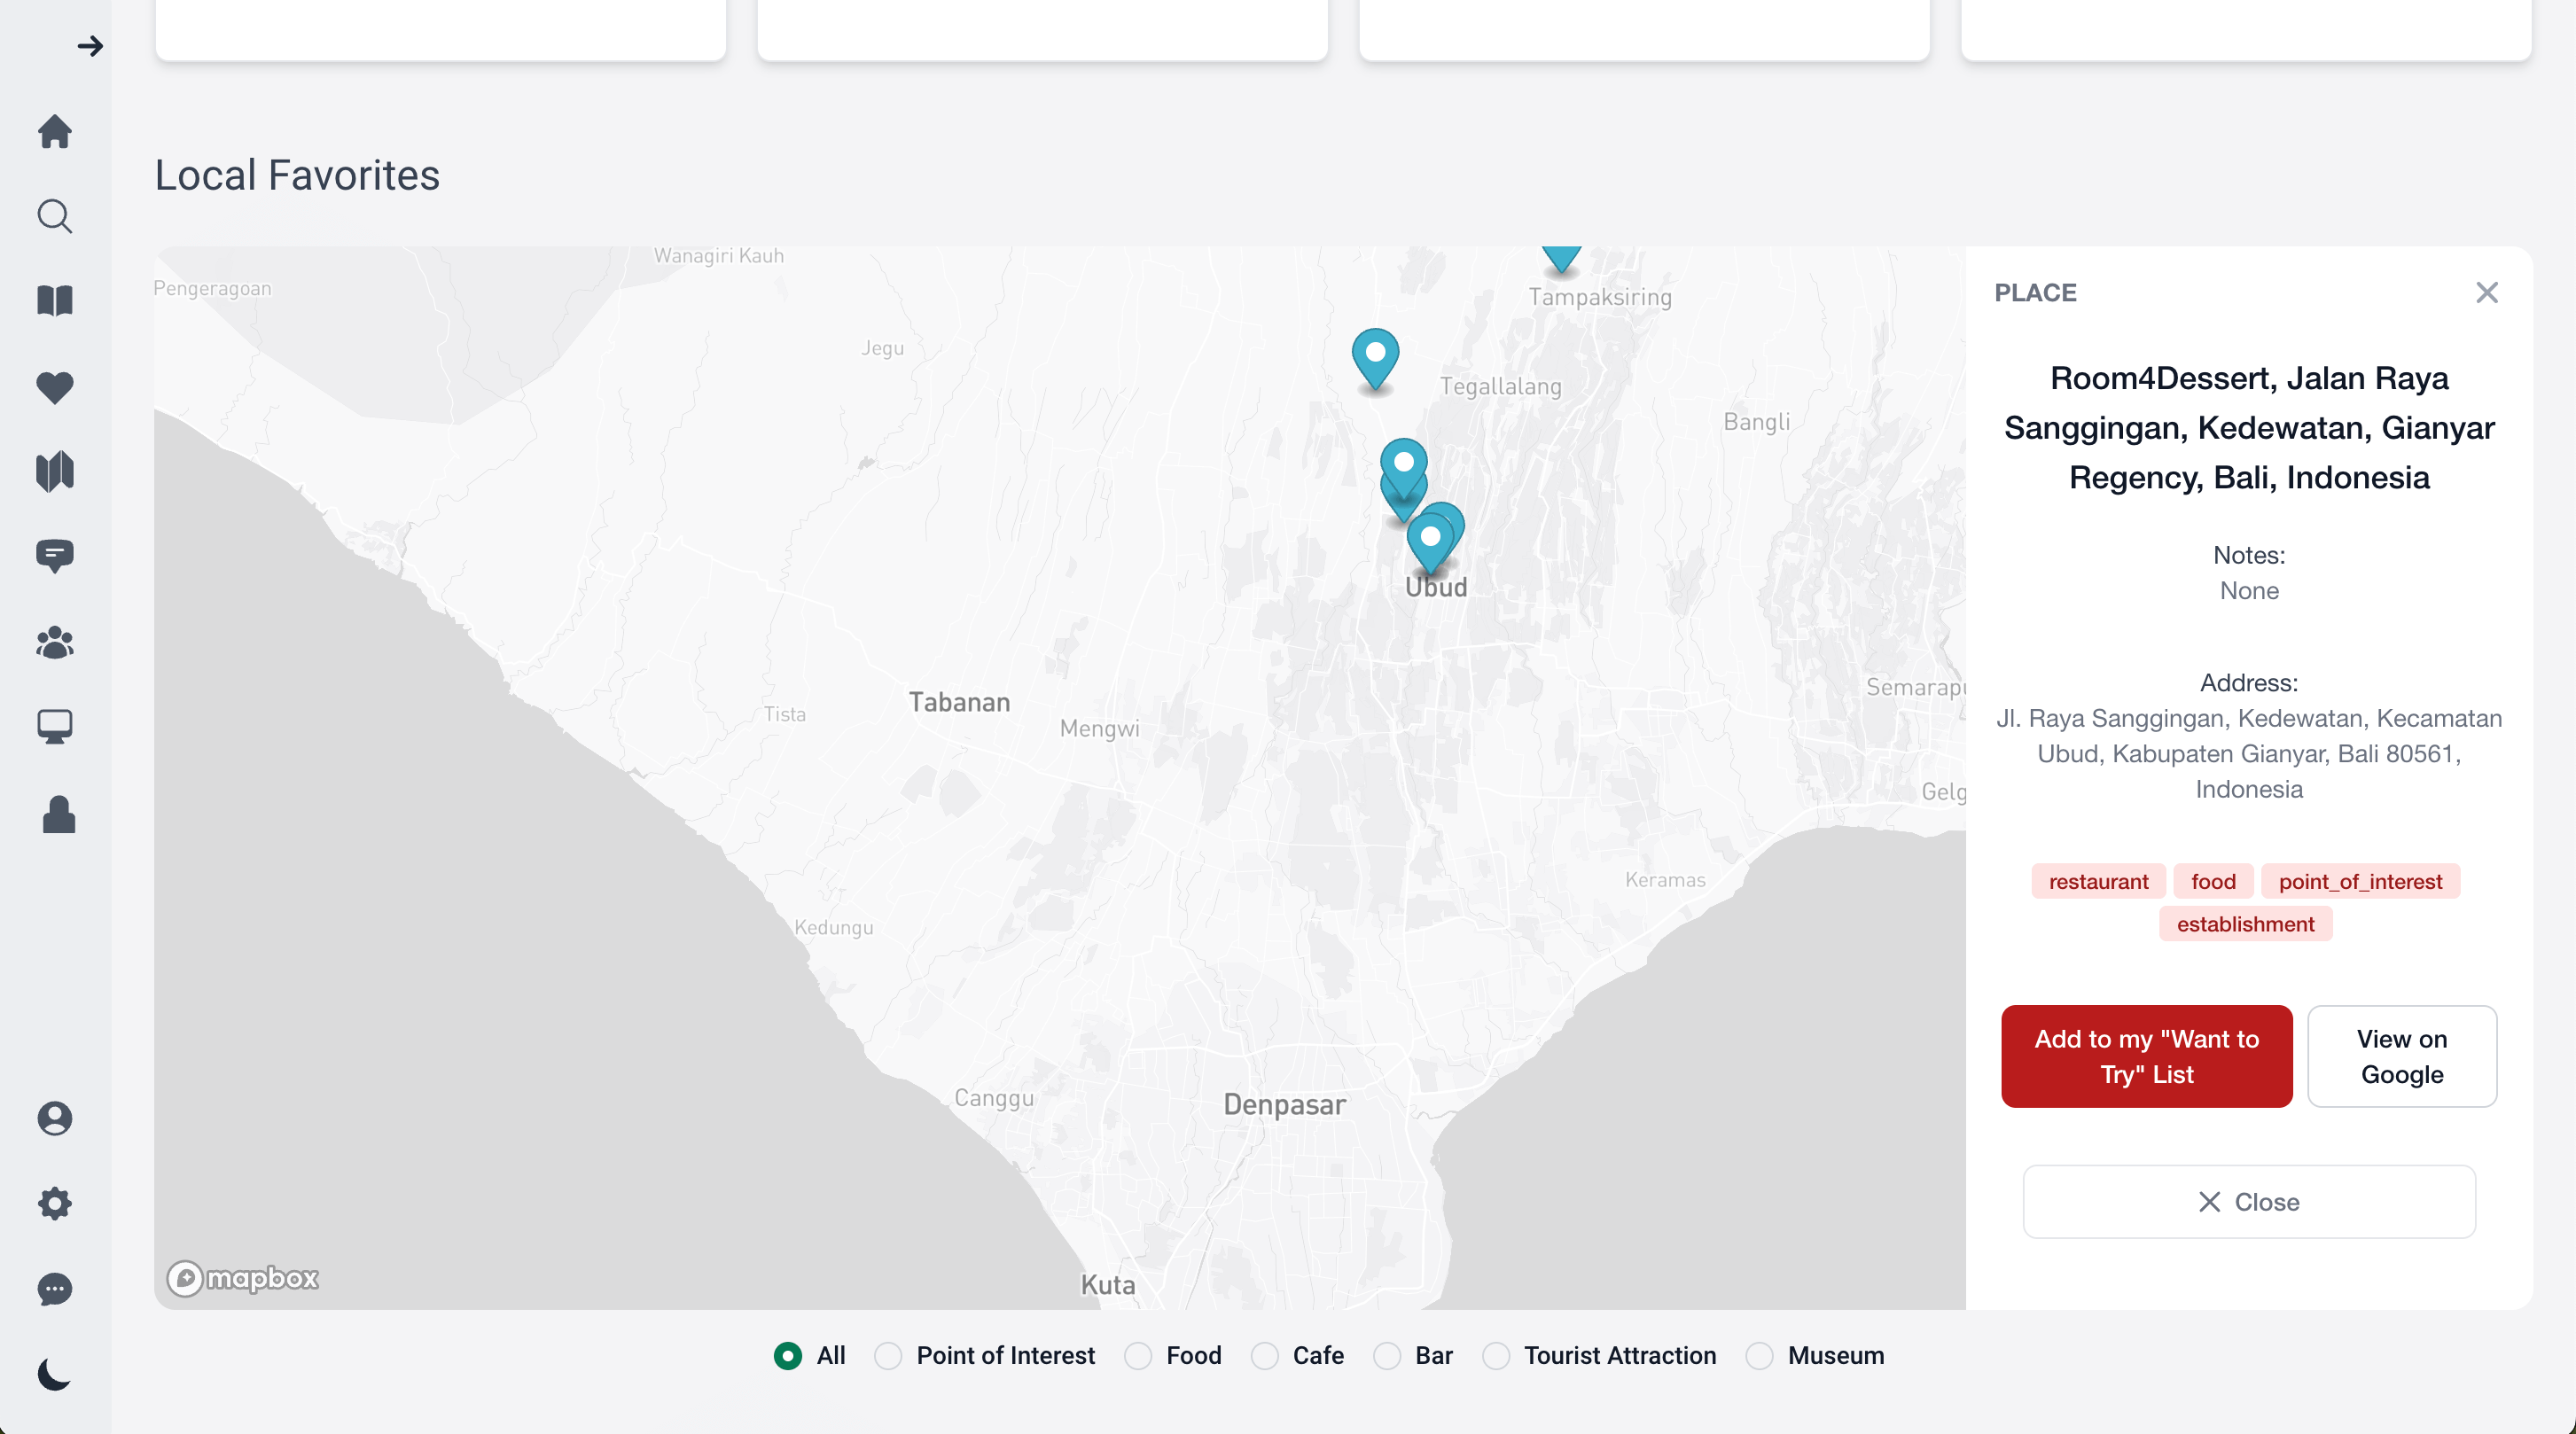 Local Favorites
Wanagiri Kauh
Pengeragoan
Tampaksiring
Jegu
Tegallalang
Bangli
Ubud
Semarapu
Tabanan
Tista
Mengwi
Gelg
Keramas
Kedungu
Canggu
Denpasar
Kuta
mapbox
PLACE
Room4Dessert, Jalan Raya
Sanggingan, Kedewatan, Gianyar
Regency, Bali, Indonesia
Notes:
None
Address:
Jl. Raya Sanggingan, Kedewatan, Kecamatan
Ubud, Kabupaten Gianyar, Bali 80561,
Indonesia
restaurant food point_of_interest
establishment
Add to my "Want to
Try" List
View on
Google
Close
All Point of Interest Food Cafe Bar Tourist Attraction Museum